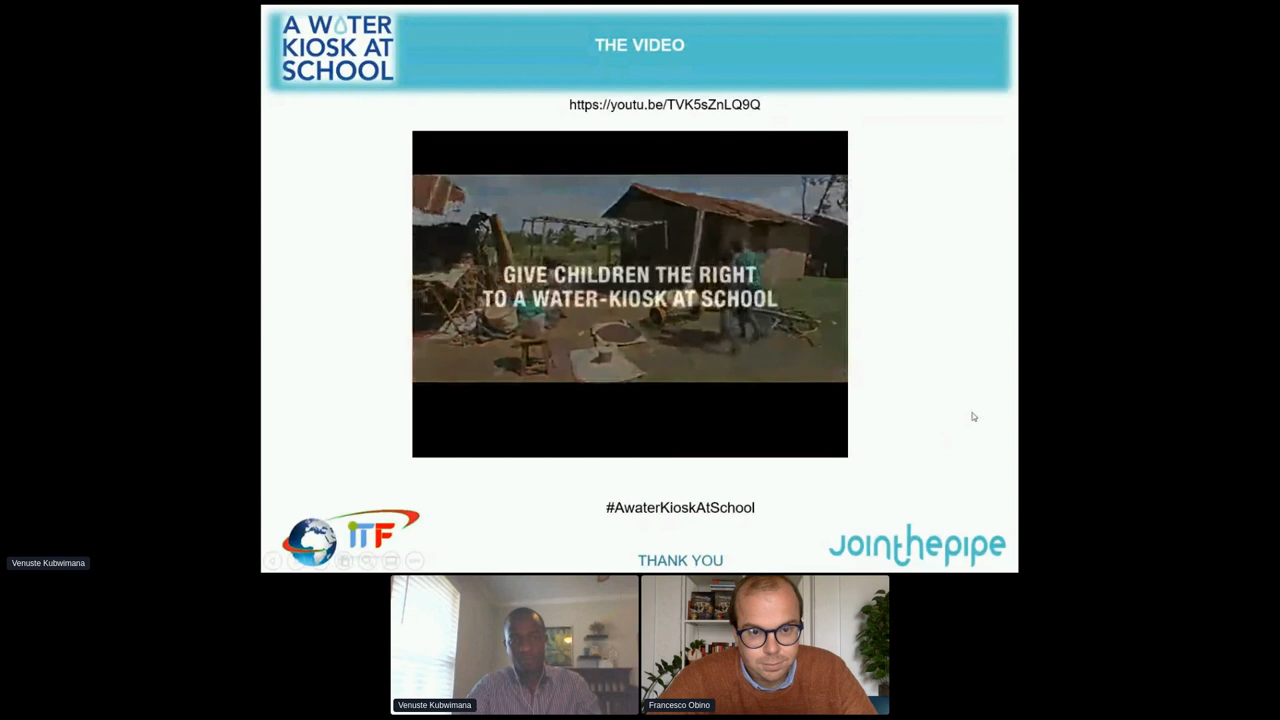 A WATER
KIOSK AT
SCHOOL
THE VIDEO
https://youtu.be/TVK5sZnLQ9Q
GIVE CHILDREN THE RIGHT
TO A WATER-KIOSK AT SCHOOL
#AwaterKioskAtSchool
ITF
Jointhepipe
THANK YOU
Venuste Kubwimana
Venuste Kubwimana
Francesco Obino